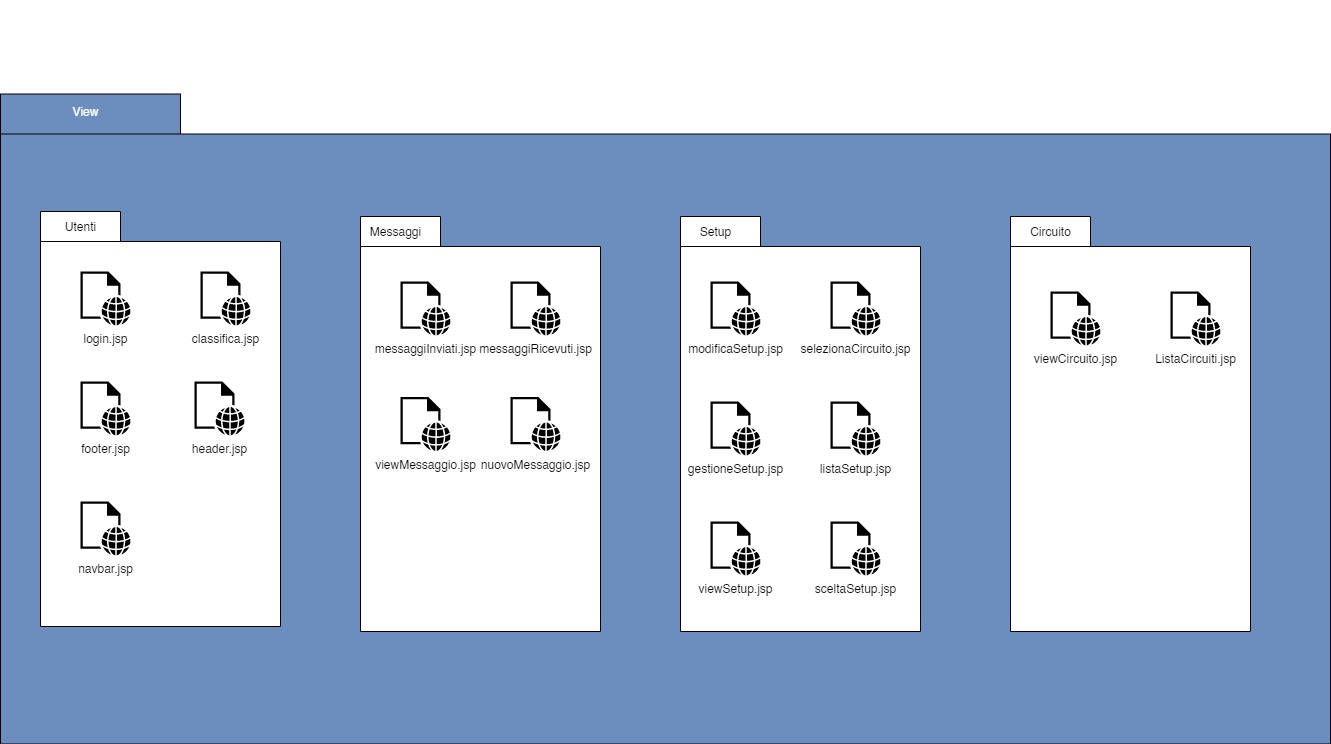 View
Utenti
login.jsp
classifica.jsp
footer.jsp
header.jsp
navbar.jsp
Messaggi
messaggiInviati.jsp
messaggiRicevuti.jsp
viewMessaggio.jsp
nuovoMessaggio.jsp
Setup
modificaSetup.jsp
selezionaCircuito.jsp
gestioneSetup.jsp
listaSetup.jsp
viewSetup.jsp
sceltaSetup.jsp
Circuito
viewCircuito.jsp
ListaCircuiti.jsp